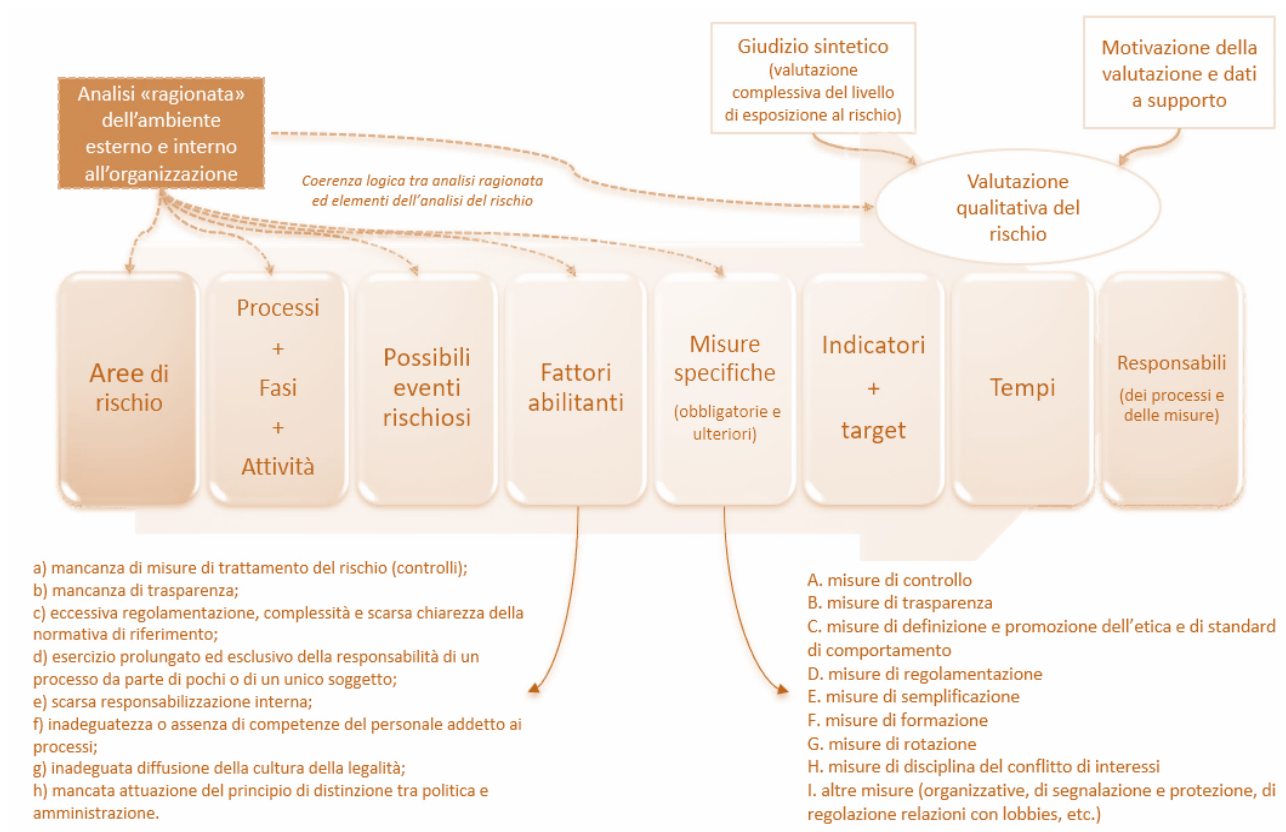 Analisi «ragionata»
dell'ambiente
esterno e interno
all'organizzazione
Giudizio sintetico
(valutazione
complessiva del livello
di esposizione al rischio)
Motivazione della
valutazione e dati
a supporto
Coerenza logica tra analisi ragionata
ed elementi dell'analisi del rischio
Valutazione
qualitativa del
rischio
Aree di
rischio
Processi
+
Fasi
+
Attività
Possibili
eventi
rischiosi
Fattori
abilitanti
Misure
specifiche
(obbligatorie e
ulteriori)
Indicatori
+
target
Tempi
Responsabili
(dei processi e
delle misure)
a) mancanza di misure di trattamento del rischio (controlli);
b) mancanza di trasparenza;
c) eccessiva regolamentazione, complessità e scarsa chiarezza della
normativa di riferimento;
d) esercizio prolungato ed esclusivo della responsabilità di un
processo da parte di pochi o di un unico soggetto;
e) scarsa responsabilizzazione interna;
f) inadeguatezza o assenza di competenze del personale addetto ai
processi;
g) inadeguata diffusione della cultura della legalità;
h) mancata attuazione del principio di distinzione tra politica e
amministrazione.
A. misure di controllo
B. misure di trasparenza
C. misure di definizione e promozione dell'etica e di standard
di comportamento
D. misure di regolamentazione
E. misure di semplificazione
F. misure di formazione
G. misure di rotazione
H. misure di disciplina del conflitto di interessi
I. altre misure (organizzative, di segnalazione e protezione, di
regolazione relazioni con lobbies, etc.)